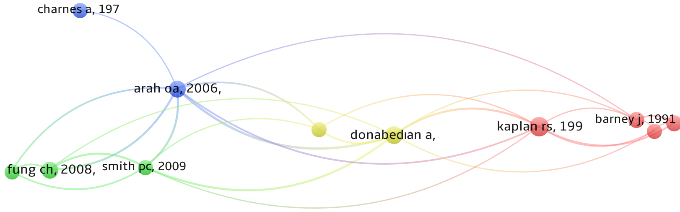 charnes a, 197
arah oa, 2006,
barney j, 1991
kaplan rs, 199
donabedian a,
smith pc, 2009
fung ch, 2008,